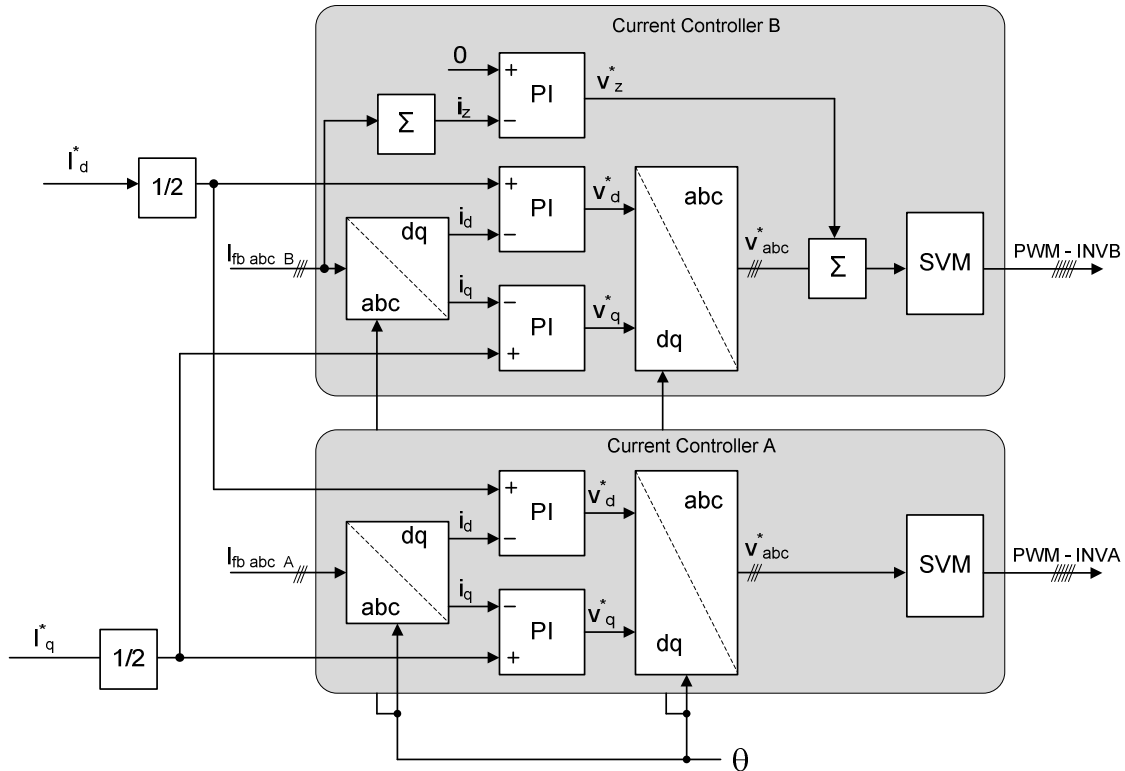 Current Controller B
0
+
PI
v*z
iz
−
Σ
I*d
1/2
+
PI
v*d
abc
dq
id
−
Ifb abc B
v*abc
Σ
SVM
PWM - INVB
abc
iq
−
PI
v*q
+
dq
Current Controller A
+
PI
v*d
abc
dq
id
−
Ifb abc A
v*abc
SVM
PWM - INVA
abc
iq
−
PI
v*q
+
dq
I*q
1/2
θ